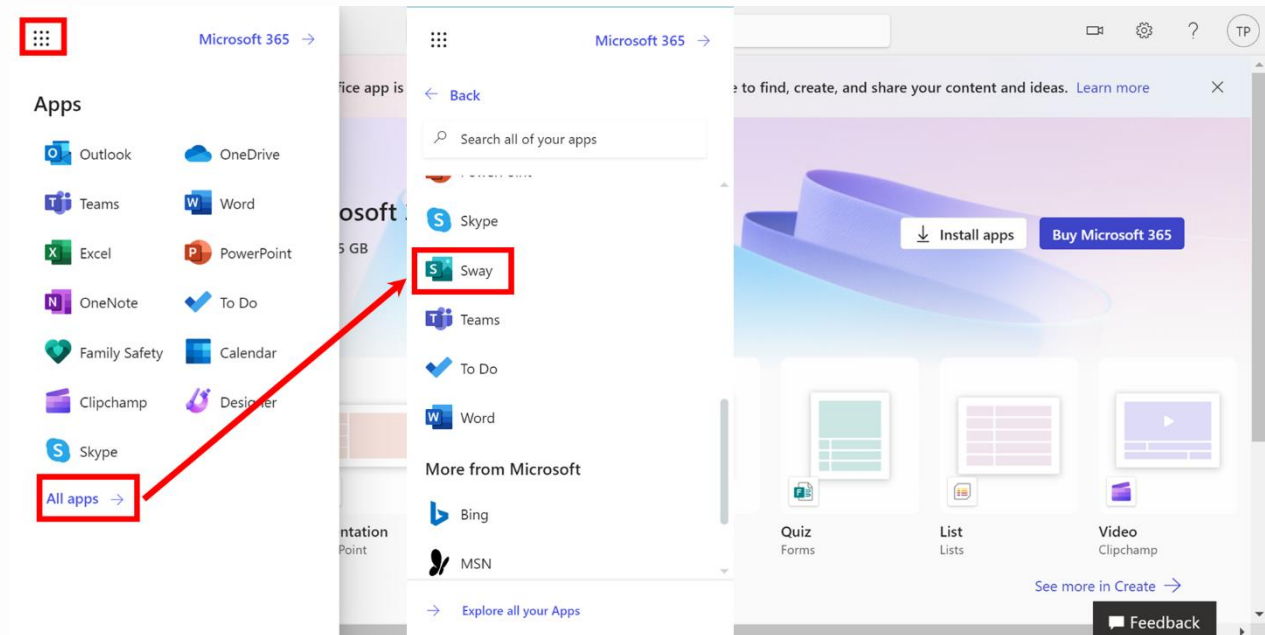 Microsoft 365 →
Apps
Outlook
OneDrive
Teams
Word
Excel
PowerPoint
OneNote
To Do
Family Safety
Calendar
Clipchamp
Designer
Skype
All apps →
Microsoft 365 →
← Back
Search all of your apps
Skype
Sway
Teams
To Do
Word
More from Microsoft
Bing
MSN
→ Explore all your Apps
TP
fice app is
to find, create, and share your content and ideas. Learn more
osoft
5 GB
Install apps
Buy Microsoft 365
ntation
Point
Quiz
Forms
List
Lists
Video
Clipchamp
See more in Create →
Feedback